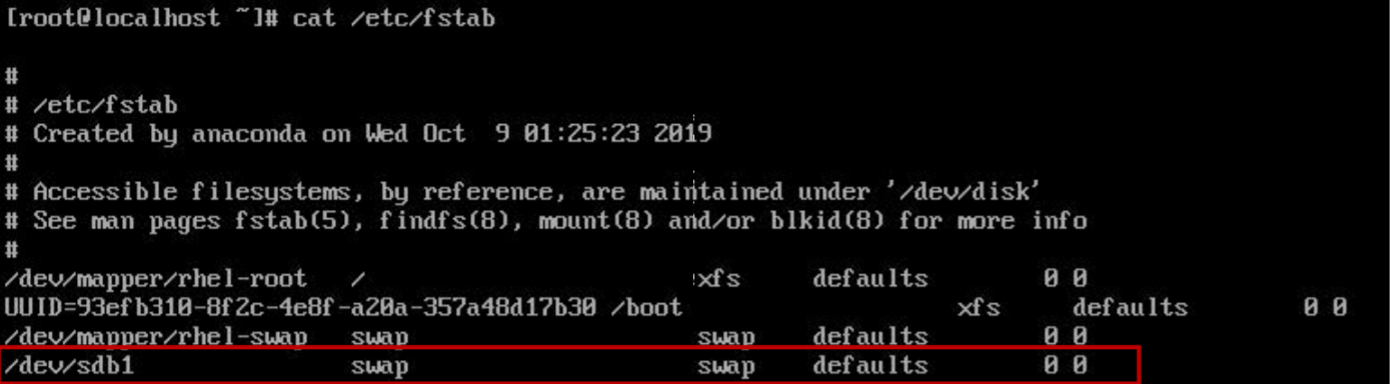 [root@localhost ~]# cat /etc/fstab
#
# /etc/fstab
# Created by anaconda on Wed Oct  9 01:25:23 2019
#
# Accessible filesystems, by reference, are maintained under '/dev/disk'
# See man pages fstab(5), findfs(8), mount(8) and/or blkid(8) for more info
#
/dev/mapper/rhel-root   /                       xfs     defaults        0 0
UUID=93efb310-8f2c-4e8f-a20a-357a48d17b30 /boot                   xfs     defaults        0 0
/dev/mapper/rhel-swap   swap                    swap    defaults        0 0
/dev/sdb1               swap                    swap    defaults        0 0